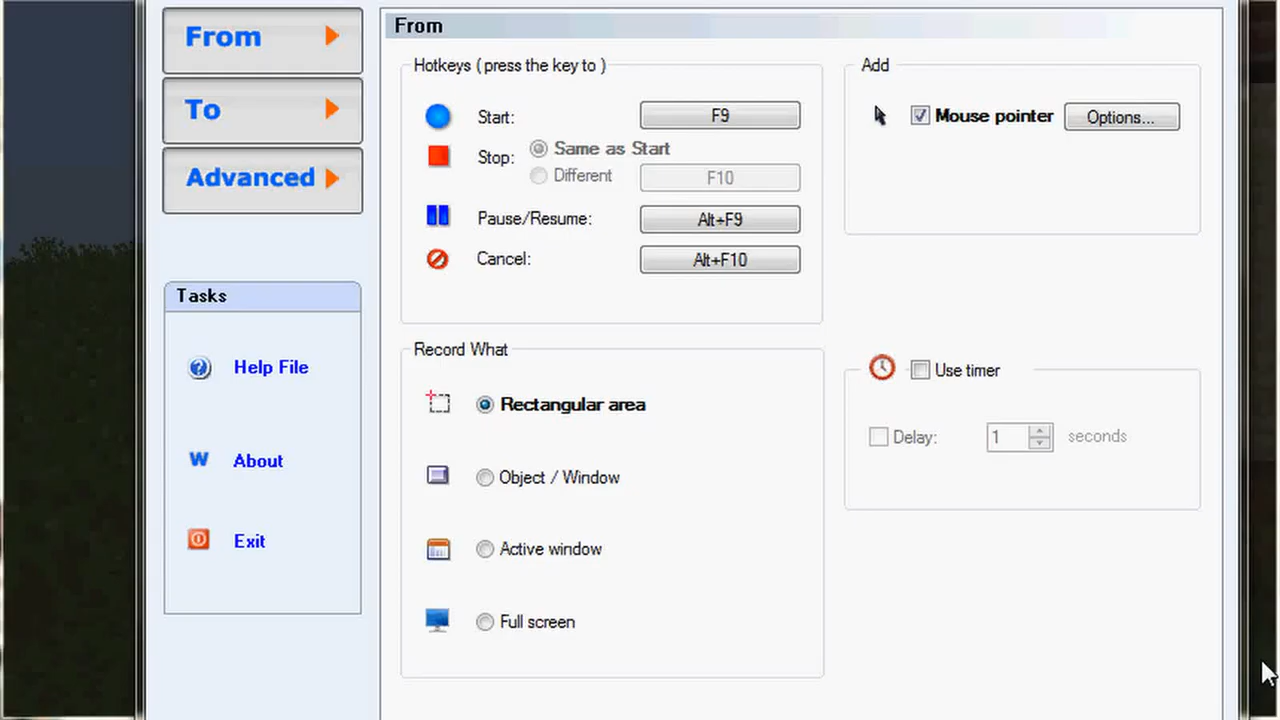 From
To
Advanced
Tasks
Help File
W About
Exit
From
Hotkeys ( press the key to )
Start: F9
Stop: Same as Start
Different F10
Pause/Resume: Alt+F9
Cancel: Alt+F10
Record What
Rectangular area
Object / Window
Active window
Full screen
Add
Mouse pointer Options...
Use timer
Delay: 1 seconds